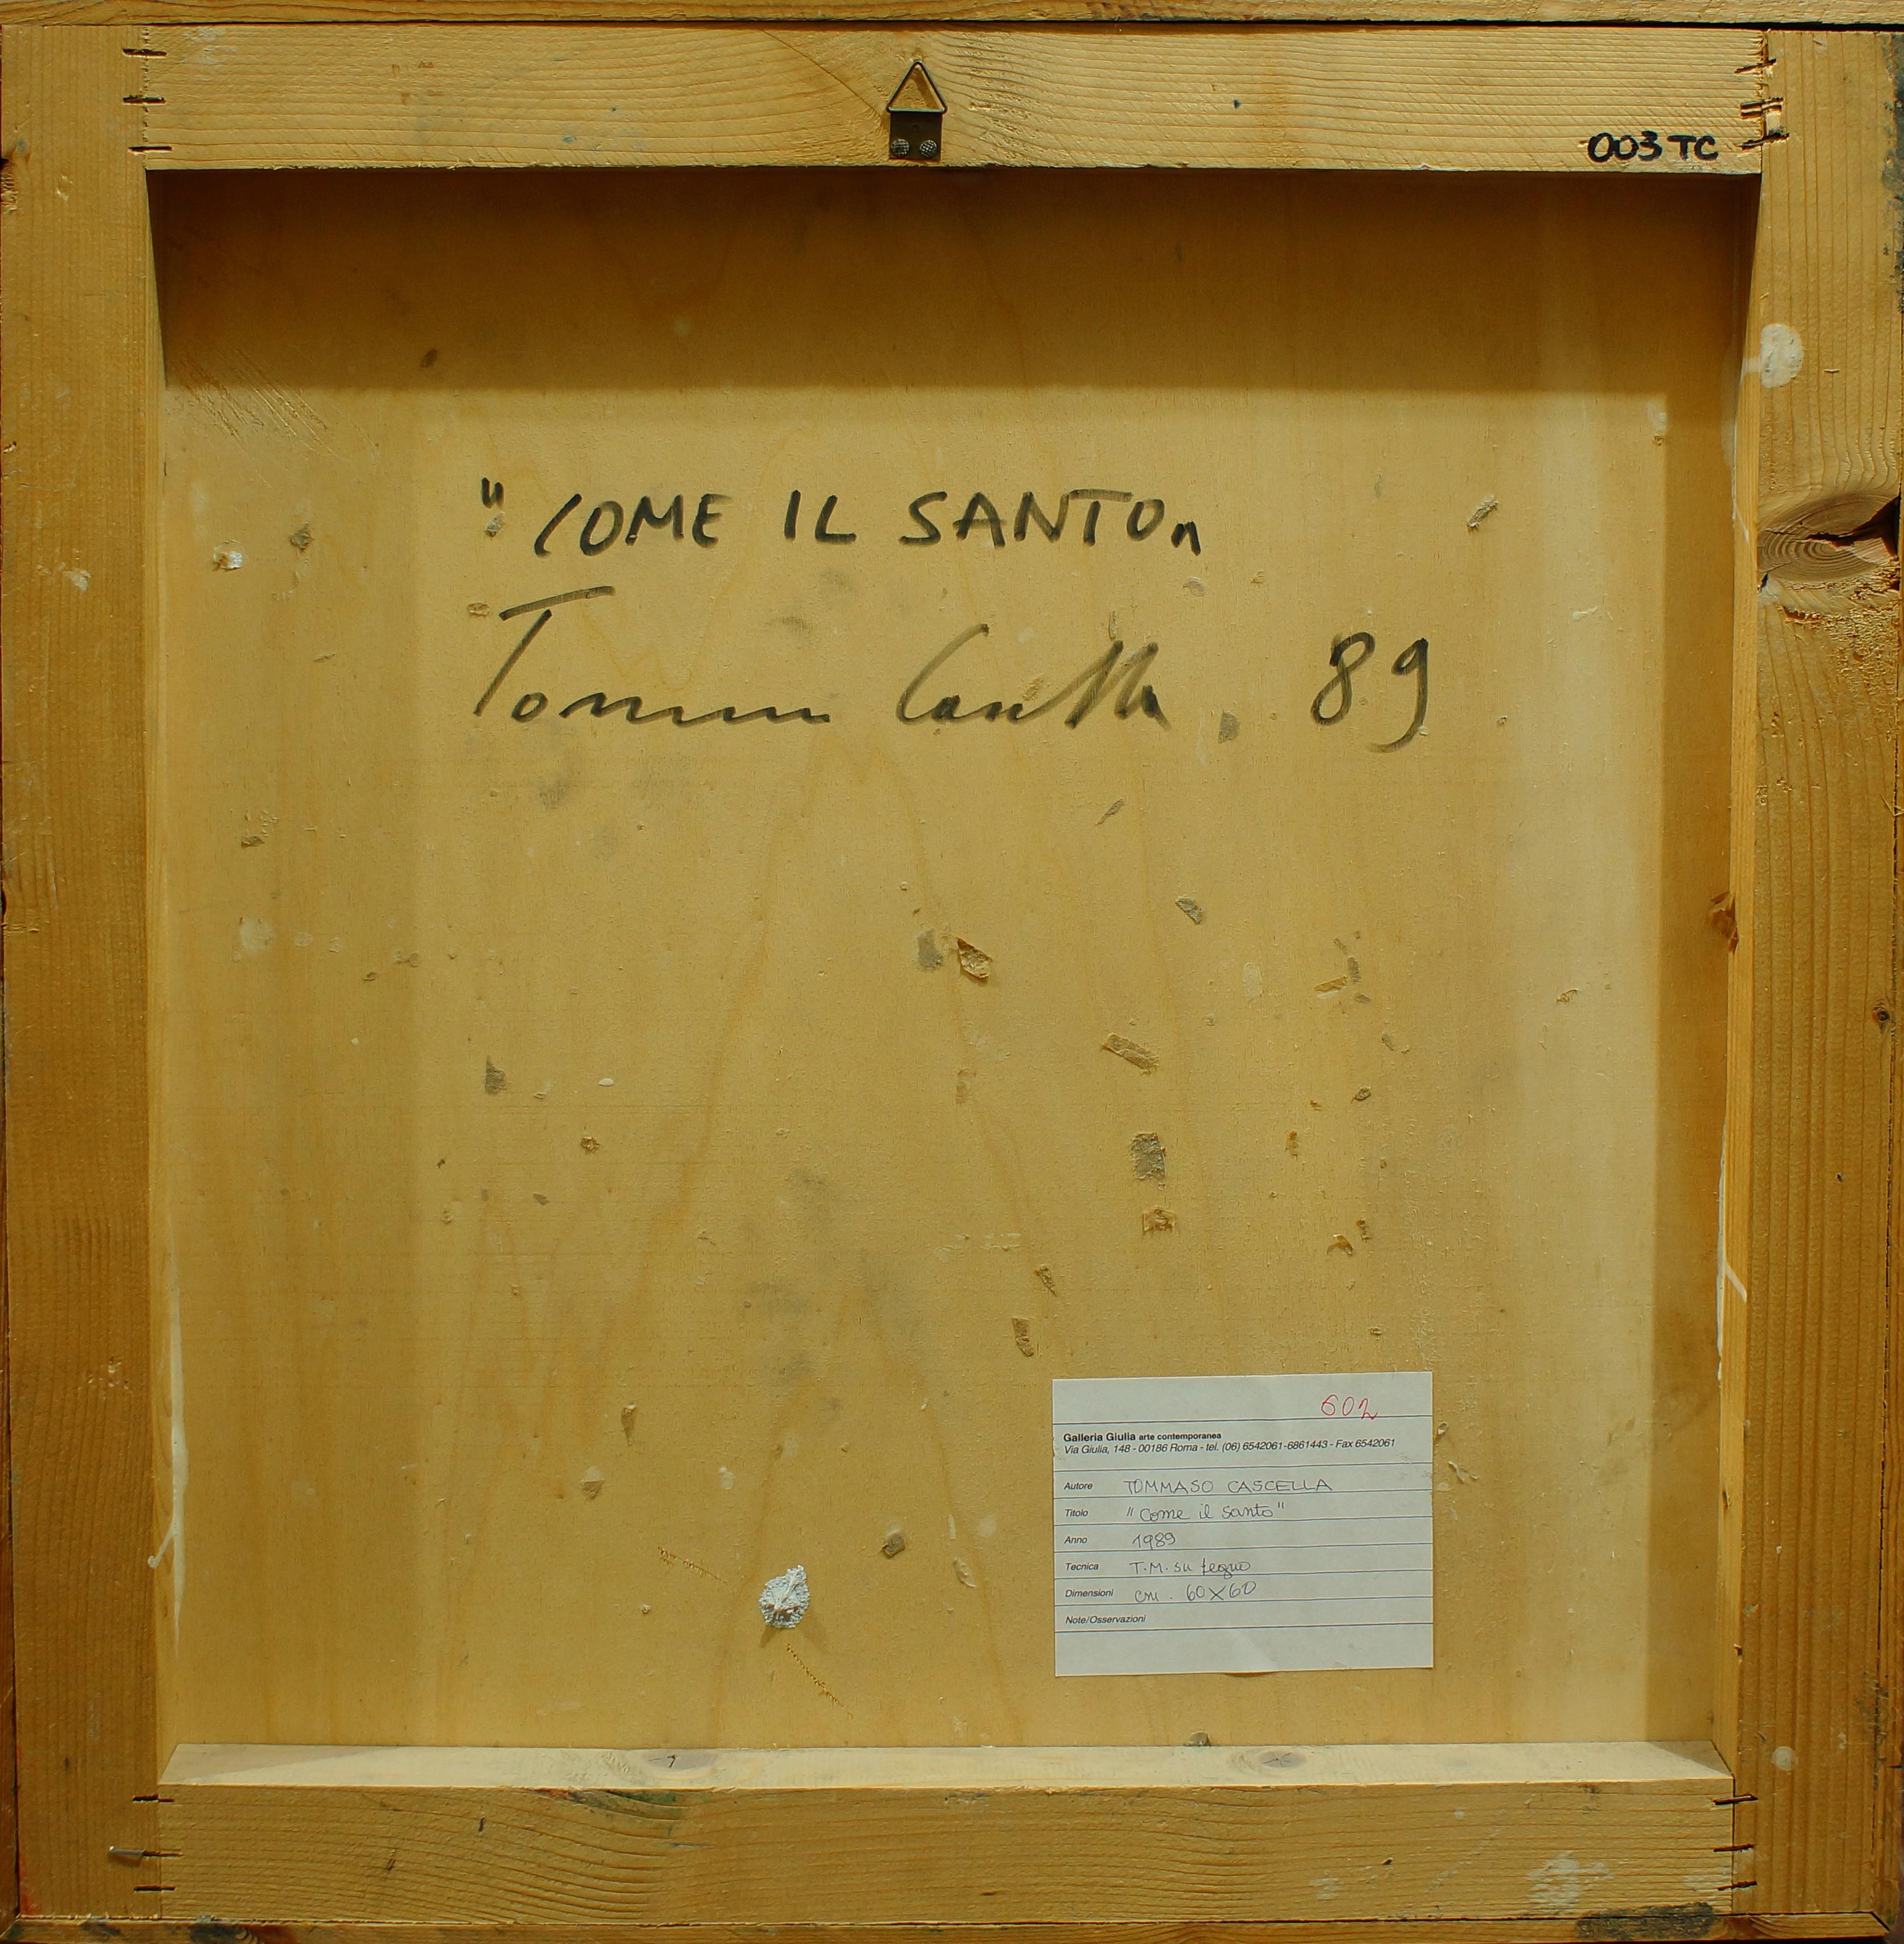 003 TC
"COME IL SANTO"
Tommaso Cascella. 89
602
Galleria Giulia arte contemporanea
Via Giulia, 148 - 00186 Roma - tel. (06) 6542061-6861443 - Fax 6542061
Autore TOMMASO CASCELLA
Titolo "Come il santo"
Anno 1989
Tecnica T.M. su legno
Dimensioni cm. 60X60
Note/Osservazioni